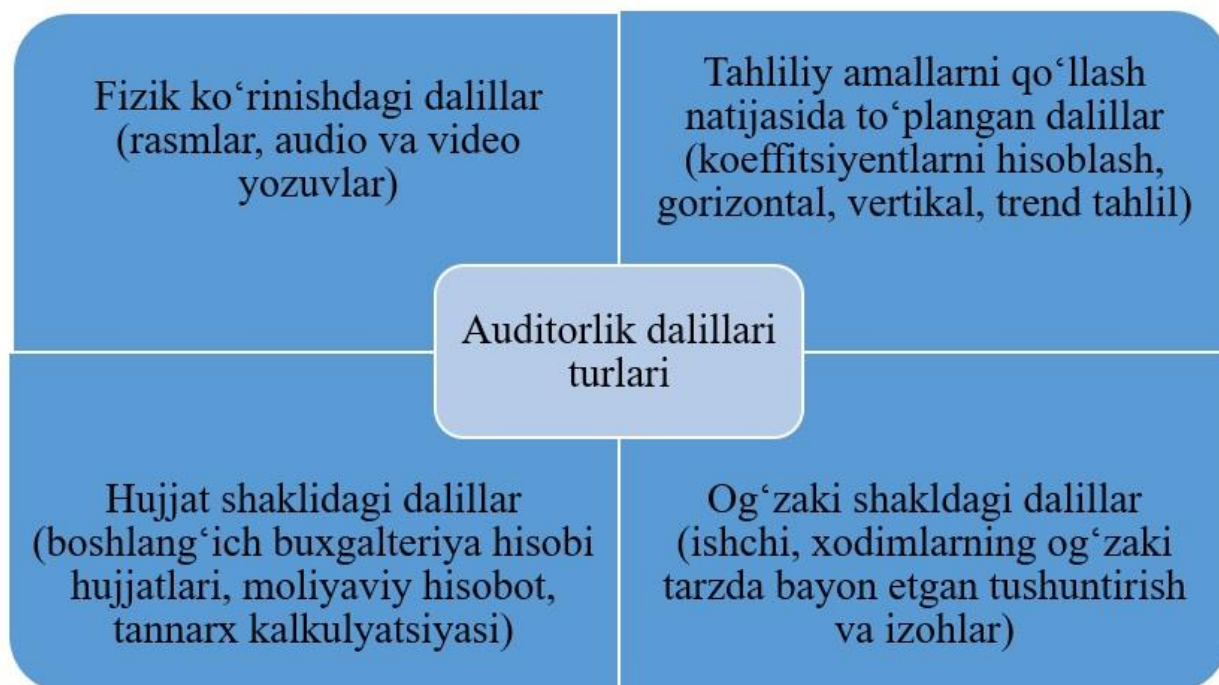 Fizik ko‘rinishdagi dalillar
(rasmlar, audio va video
yozuvlar)
Tahliliy amallarni qo‘llash
natijasida to‘plangan dalillar
(koeffitsiyentlarni hisoblash,
gorizontal, vertikal, trend tahlil)
Auditorlik dalillari
turlari
Hujjat shaklidagi dalillar
(boshlang‘ich buxgalteriya hisobi
hujjatlari, moliyaviy hisobot,
tannarx kalkulyatsiyasi)
Og‘zaki shakldagi dalillar
(ishchi, xodimlarning og‘zaki
tarzda bayon etgan tushuntirish
va izohlar)